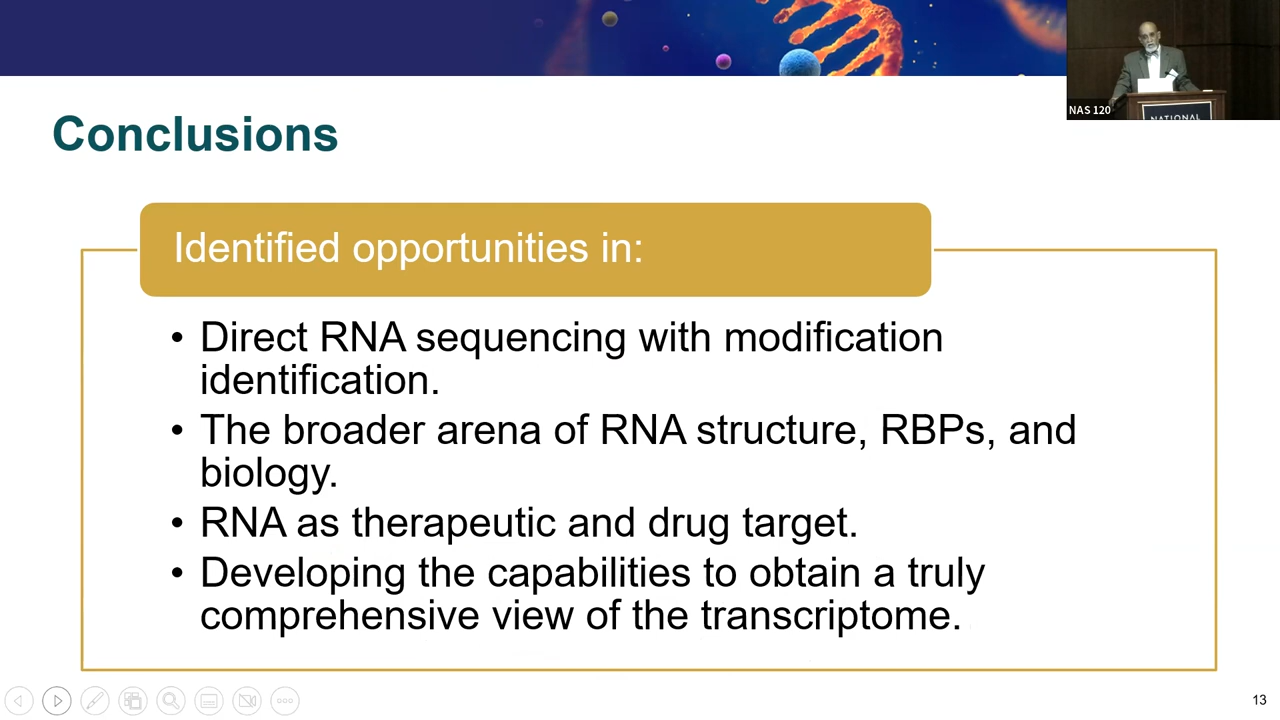 NAS 120
NATIONAL
Conclusions
Identified opportunities in:
• Direct RNA sequencing with modification
identification.
• The broader arena of RNA structure, RBPs, and
biology.
• RNA as therapeutic and drug target.
• Developing the capabilities to obtain a truly
comprehensive view of the transcriptome.
13